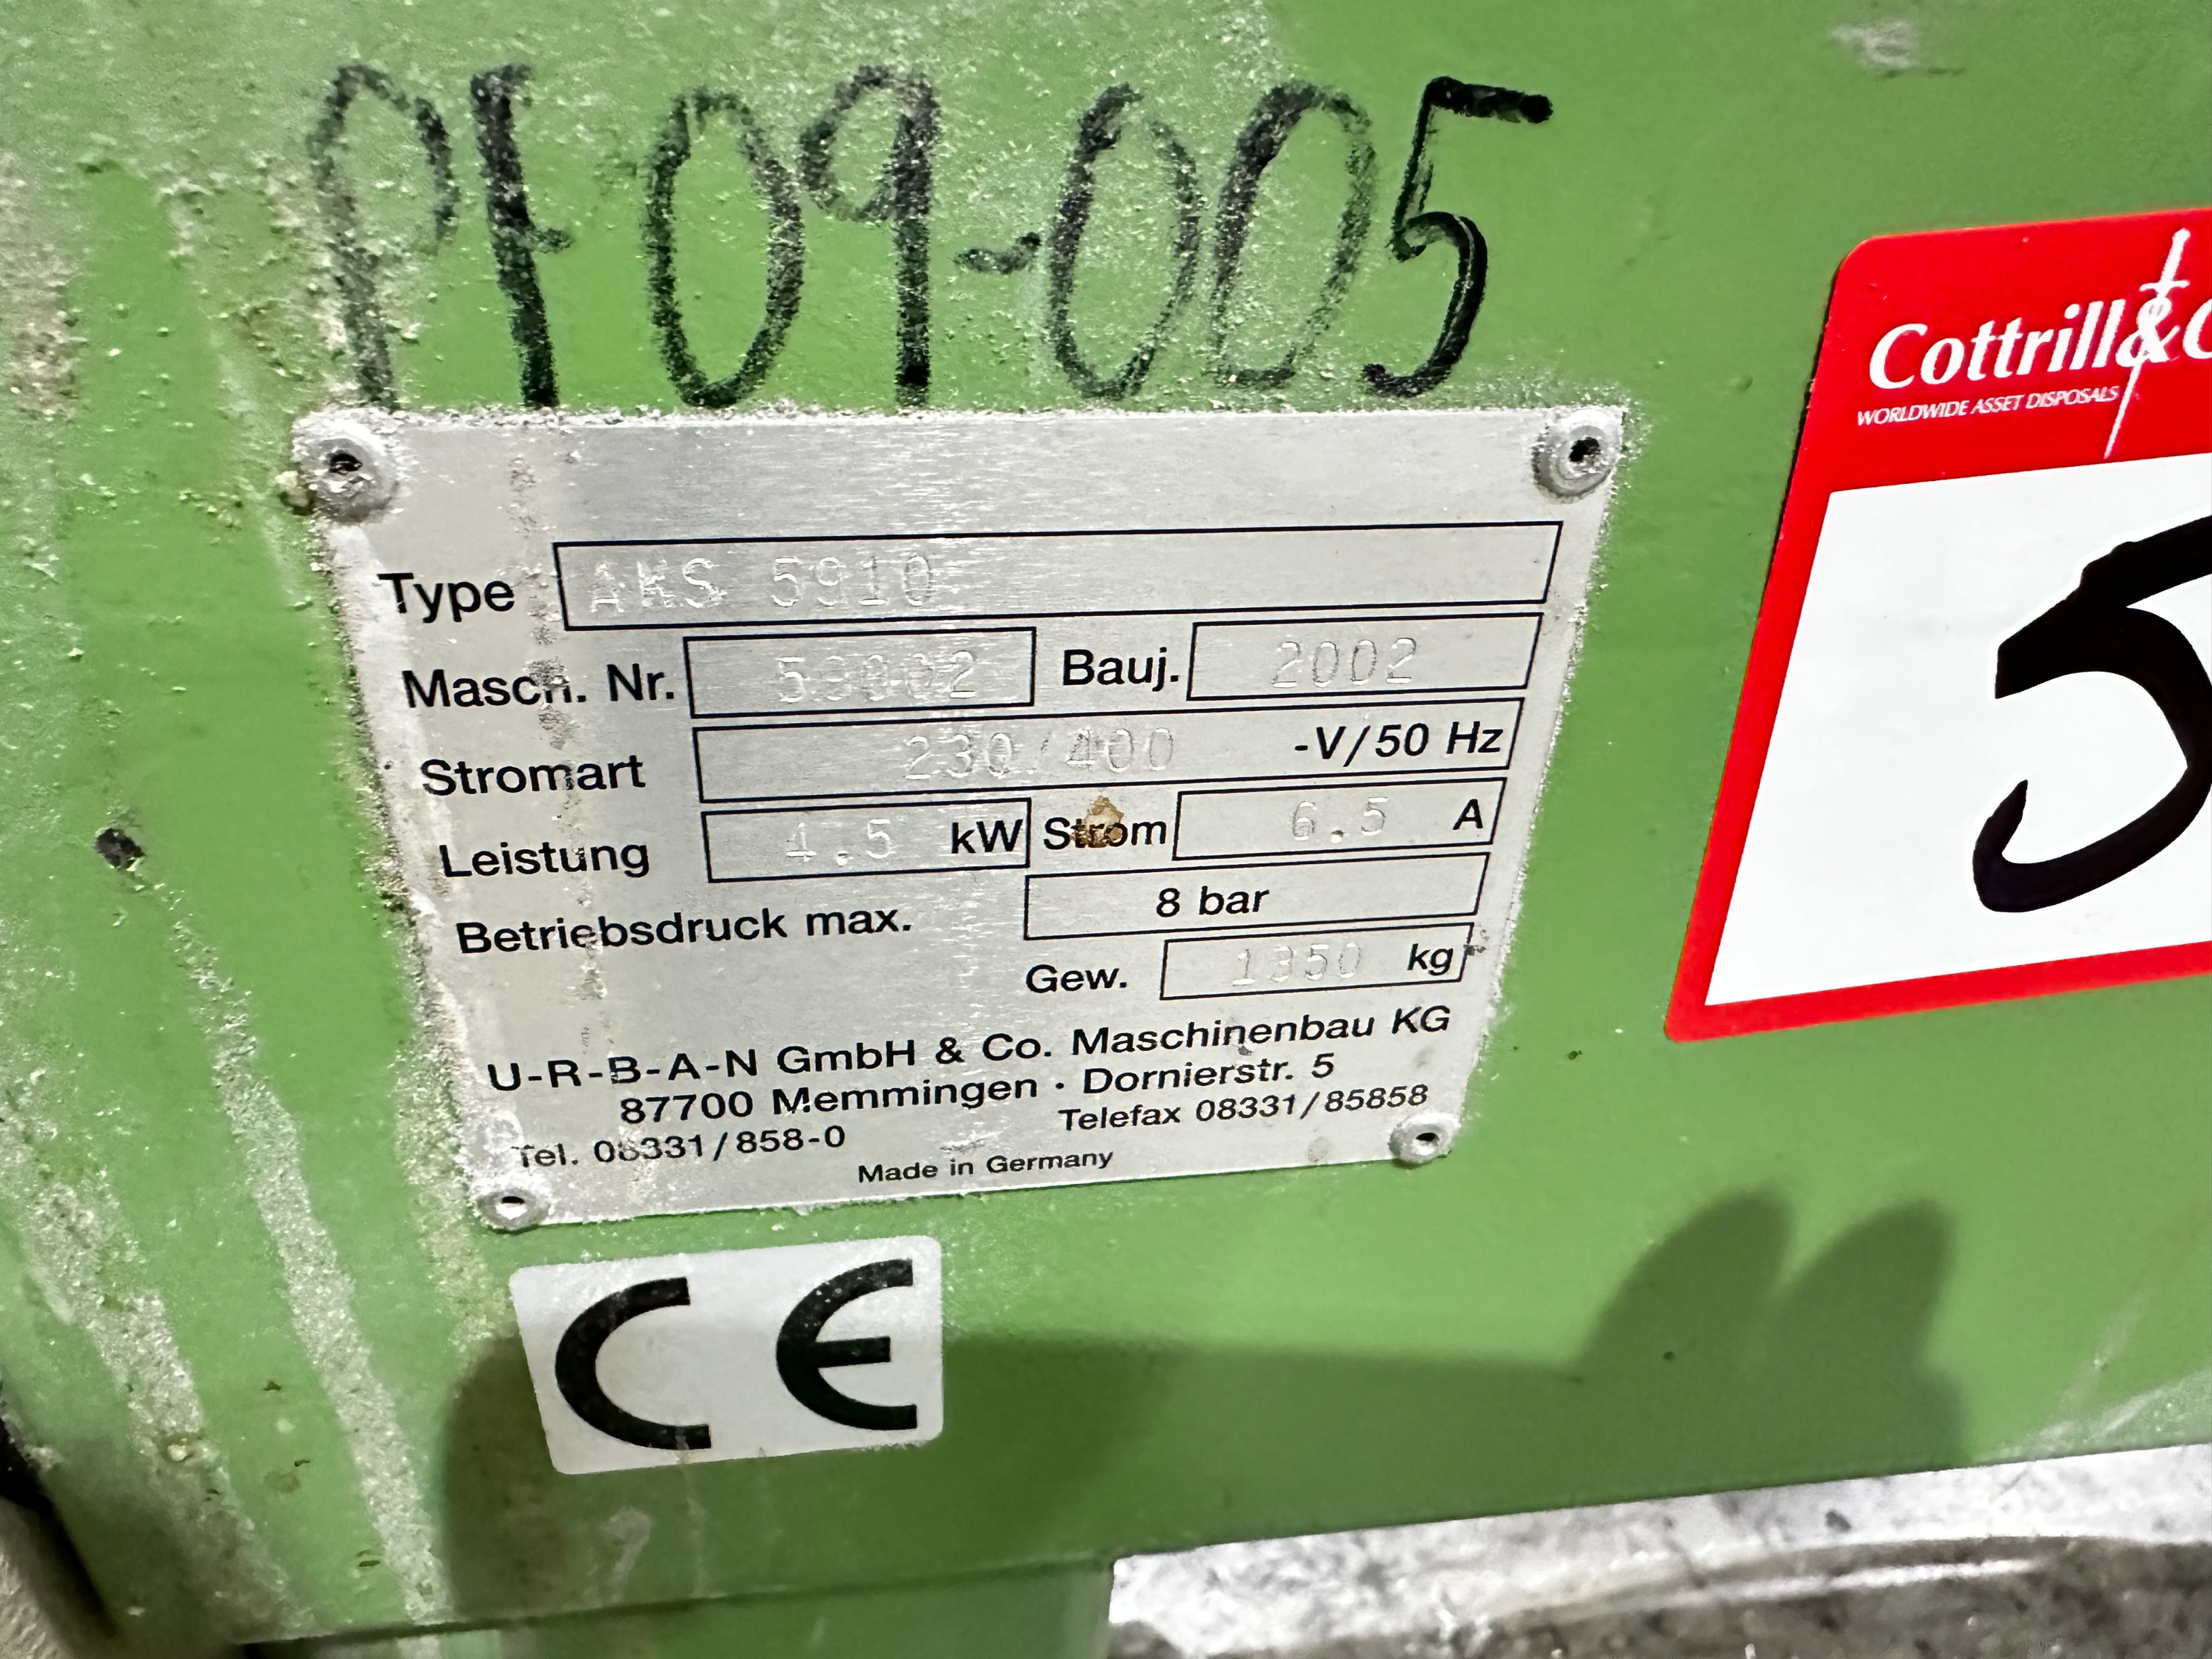 PF09-005
Cottrill&C
WORLDWIDE ASSET DISPOSALS
5
Type AKS 5910
Masch. Nr. Bauj. 2002
Stromart 230/400 -V/50 Hz
Leistung 4.5 kW Strom 6.5 A
Betriebsdruck max. 8 bar
Gew. 1350 kg
U-R-B-A-N GmbH & Co. Maschinenbau KG
87700 Memmingen · Dornierstr. 5
Tel. 08331/858-0 Telefax 08331/85858
Made in Germany
CE